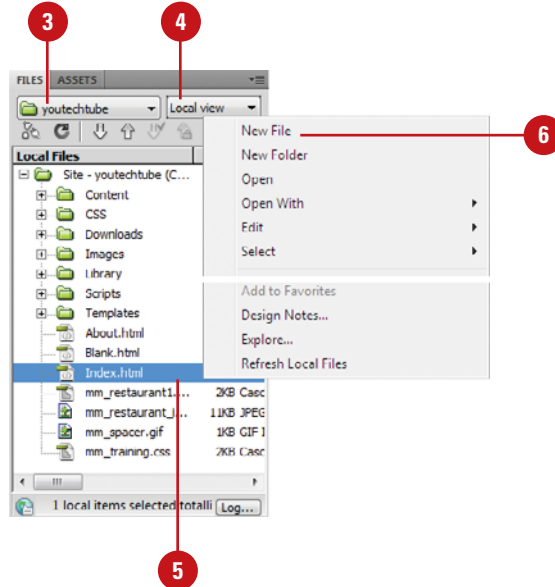 3
4
FILES ASSETS
youtechtube Local view
Local Files
Site - youtechtube (C...
Content
CSS
Downloads
Images
Library
Scripts
Templates
About.html
Blank.html
Index.html
mm_restaurant1.... 2KB Casc
mm_restaurant_i... 11KB JPEG
mm_spacer.gif 1KB GIF I
mm_training.css 2KB Casc
1 local items selected totalli Log...
New File
6
New Folder
Open
Open With
Edit
Select
Add to Favorites
Design Notes...
Explore...
Refresh Local Files
5